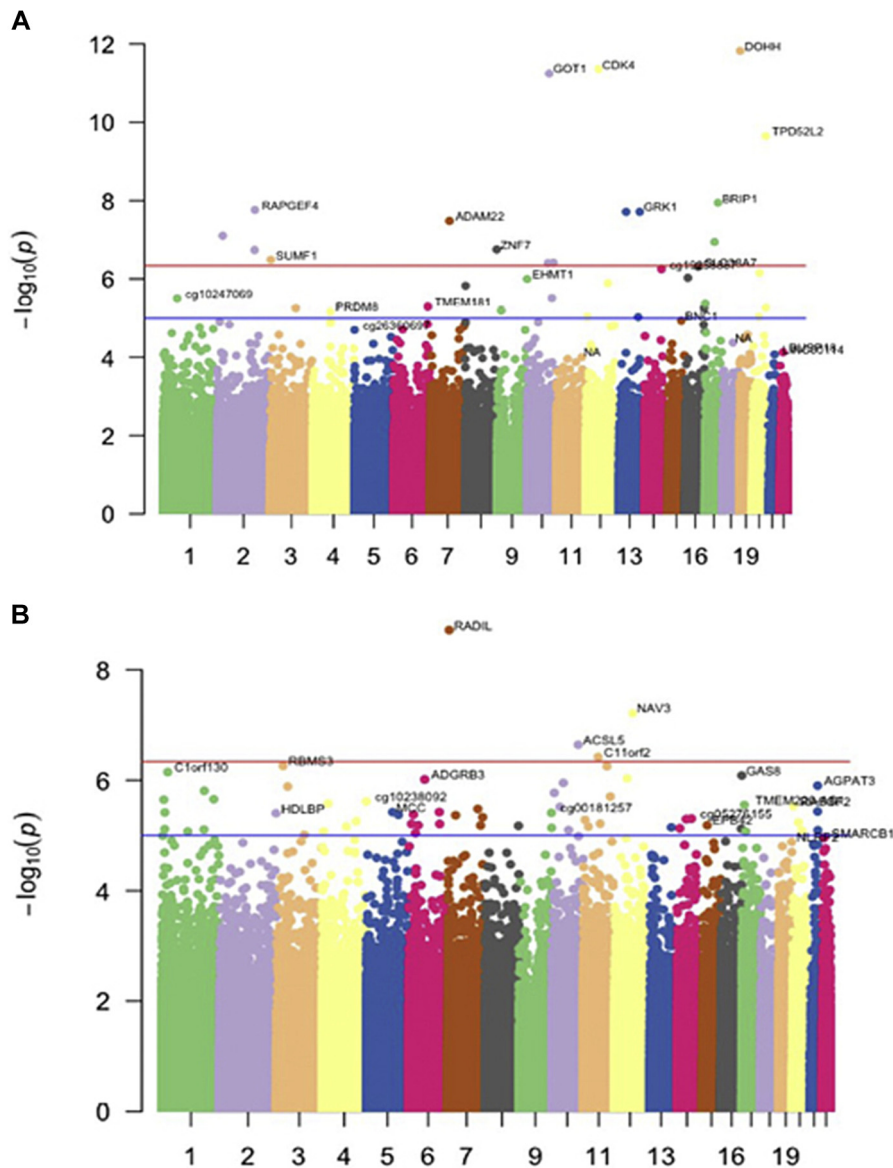 A
12
10
8
6
4
2
0
−log10(p)
DOHH
GOT1
CDK4
TPD52L2
RAPGEF4
ADAM22
GRK1
BRIP1
SUMF1
ZNF7
cg10247069
PRDM8
TMEM181
EHMT1
BNC1
NA
NA
1 2 3 4 5 6 7 9 11 13 16 19
B
8
6
4
2
0
−log10(p)
RADIL
NAV3
ACSL5
C11orf2
C1orf130
RBMS3
ADGRB3
GAS8
AGPAT3
HDLBP
cg10238092
MCC
cg00181257
SMARCB1
1 2 3 4 5 6 7 9 11 13 16 19